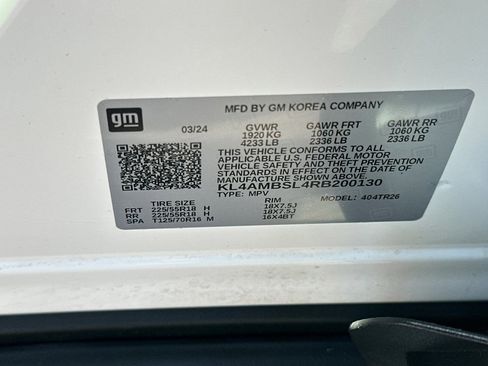 gm
MFD BY GM KOREA COMPANY
03/24 GVWR GAWR FRT GAWR RR
1920 KG 1060 KG 1060 KG
4233 LB 2336 LB 2336 LB
THIS VEHICLE CONFORMS TO ALL
APPLICABLE U.S. FEDERAL MOTOR
VEHICLE SAFETY AND THEFT PREVENTION
STANDARDS IN EFFECT ON THE DATE OF
MANUFACTURE SHOWN ABOVE.
KL4AMBSL4RB200130
TYPE: MPV MODEL: 404TR26
TIRE SIZE RIM
FRT 225/55R18 H 18X7.5J
RR 225/55R18 H 18X7.5J
SPA T125/70R16 M 16X4BT